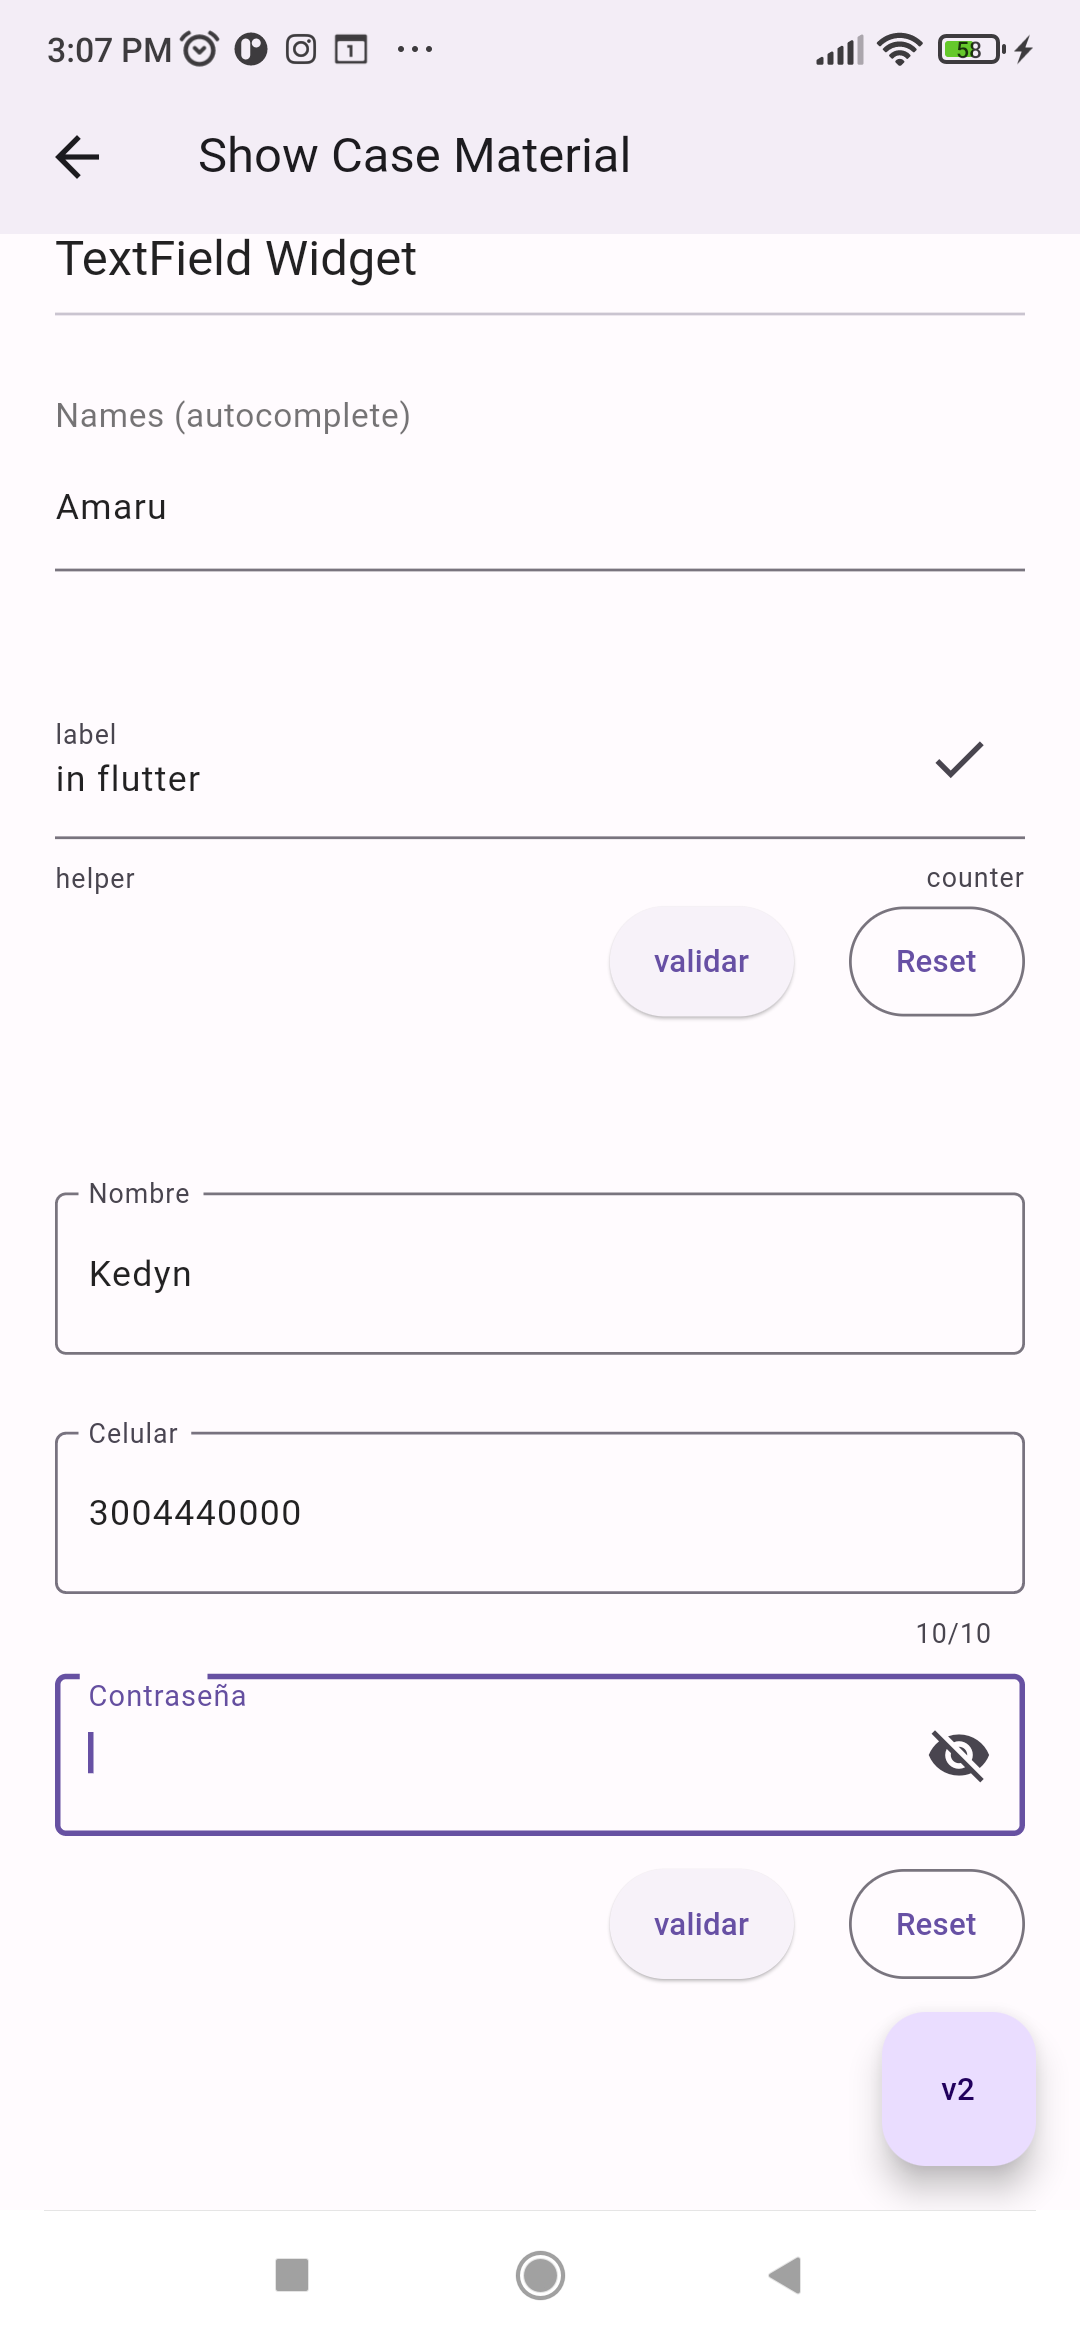 3:07 PM
58
Show Case Material
TextField Widget
Names (autocomplete)
Amaru
label
in flutter
helper
counter
validar
Reset
Nombre
Kedyn
Celular
3004440000
10/10
Contraseña
validar
Reset
v2